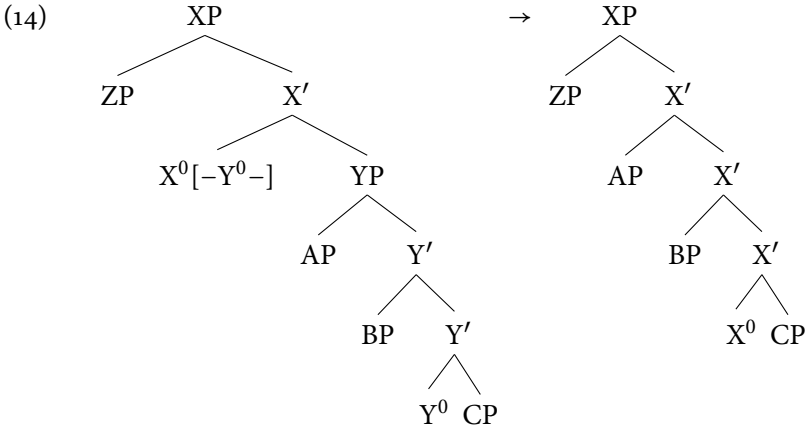 (14) XP → XP
ZP X′ ZP X′
X⁰[–Y⁰–] YP AP X′
AP Y′ BP X′
BP Y′ X⁰ CP
Y⁰ CP